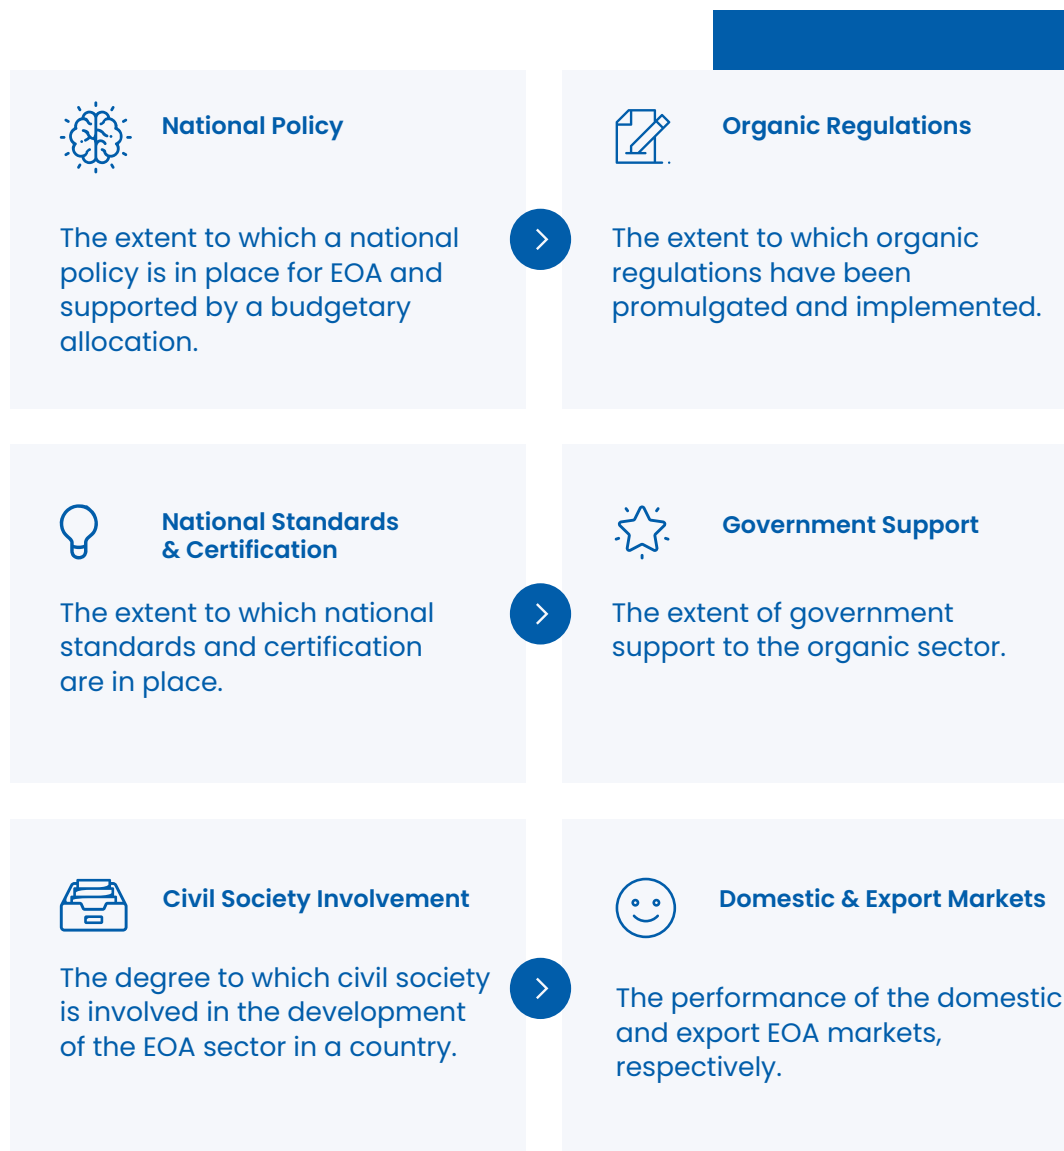 National Policy
The extent to which a national
policy is in place for EOA and
supported by a budgetary
allocation.
Organic Regulations
The extent to which organic
regulations have been
promulgated and implemented.
National Standards
& Certification
The extent to which national
standards and certification
are in place.
Government Support
The extent of government
support to the organic sector.
Civil Society Involvement
The degree to which civil society
is involved in the development
of the EOA sector in a country.
Domestic & Export Markets
The performance of the domestic
and export EOA markets,
respectively.